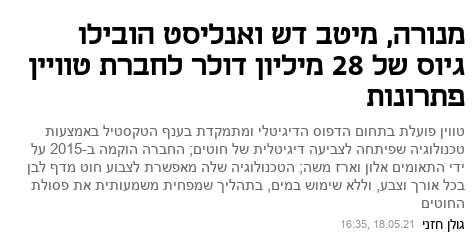 מנורה, מיטב דש ואנליסט הובילו
גיוס של 28 מיליון דולר לחברת טוויין
פתרונות
טווין פועלת בתחום הדפוס הדיגיטלי ומתמקדת בענף הטקסטיל באמצעות
טכנולוגיה שפיתחה לצביעה דיגיטלית של חוטים; החברה הוקמה ב-2015 על
ידי התאומים אלון וארז משה; הטכנולוגיה שלה מאפשרת לצבוע חוט מדף לבן
בכל אורך וצבע, וללא שימוש במים, בתהליך שמפחית משמעותית את פסולת
החוטים
גולן חזני 18.05.21 ,16:35